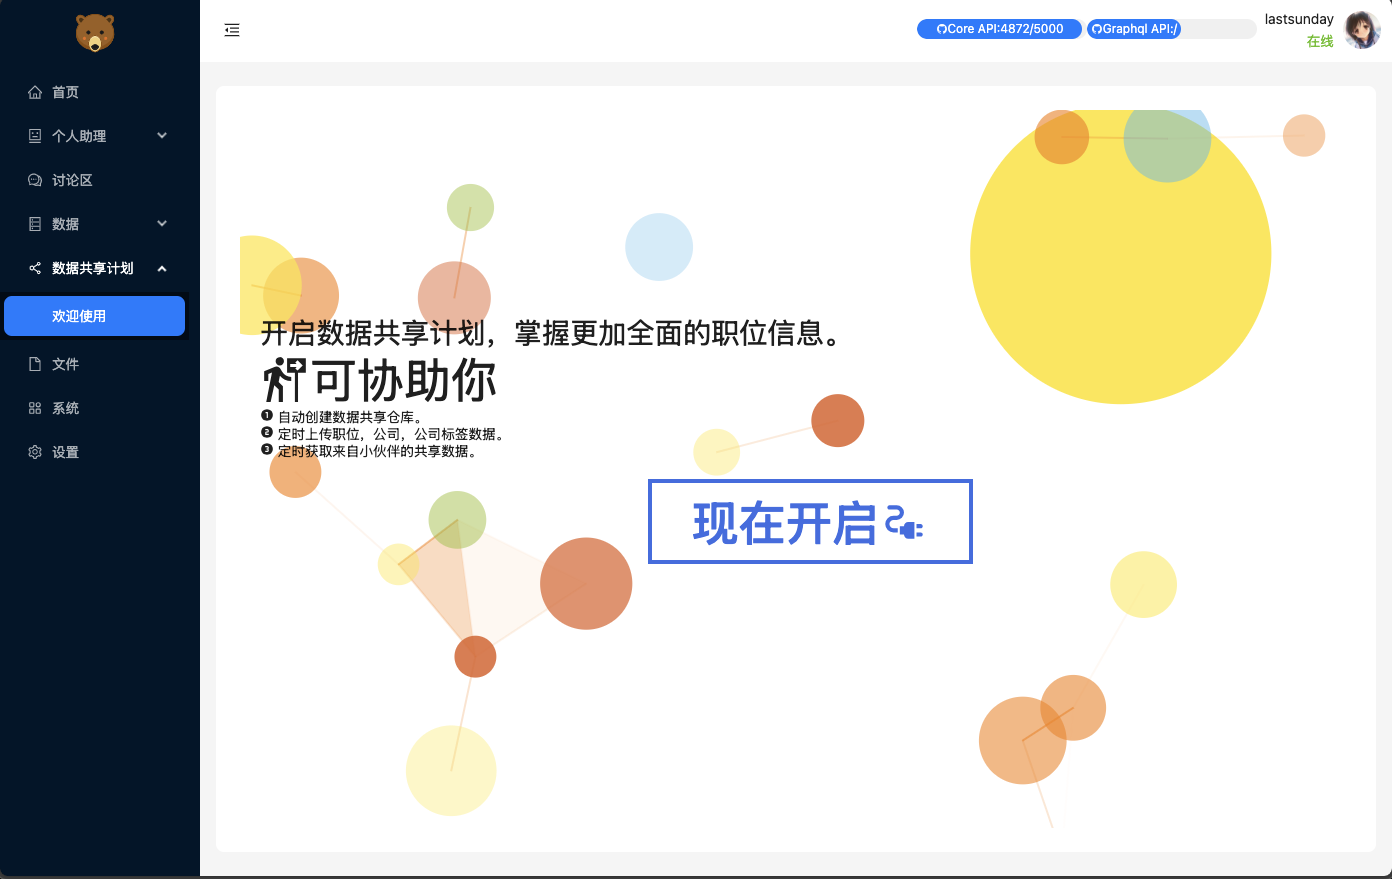 Core API:4872/5000
Graphql API:/
lastsunday
在线
首页
个人助理
讨论区
数据
数据共享计划
欢迎使用
文件
系统
设置
开启数据共享计划，掌握更加全面的职位信息。
可协助你
1 自动创建数据共享仓库。
2 定时上传职位，公司，公司标签数据。
3 定时获取来自小伙伴的共享数据。
现在开启